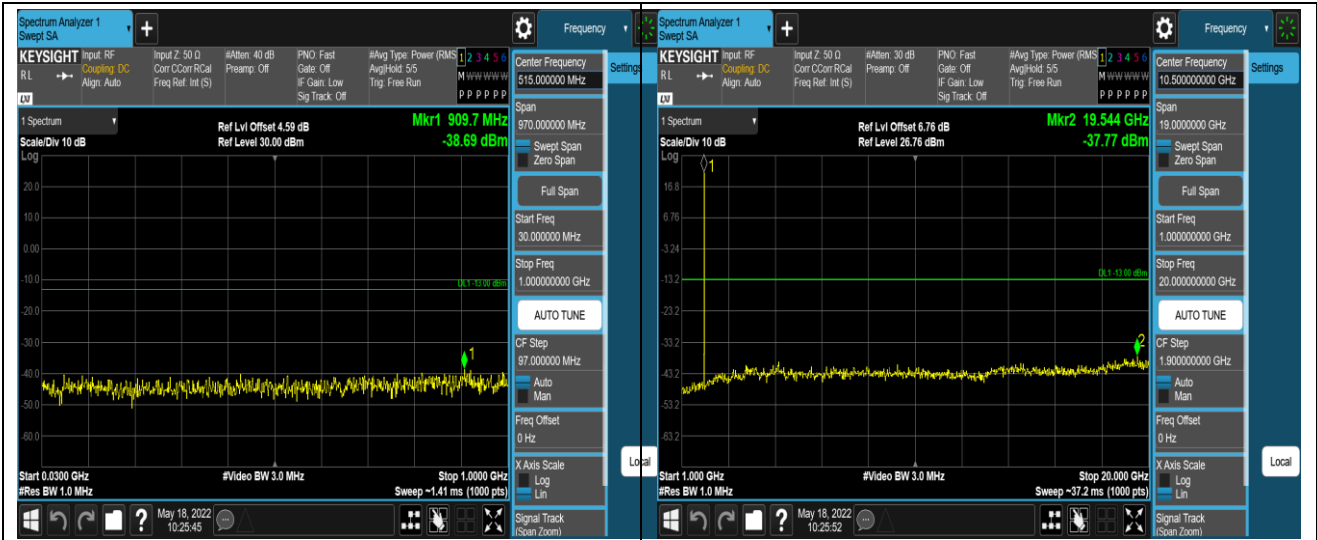 Spectrum Analyzer 1
Swept SA
+
Frequency
KEYSIGHT
Input: RF
Coupling: DC
Align: Auto
Input Z: 50 Ω
Corr CCorr RCal
Freq Ref: Int (S)
#Atten: 40 dB
Preamp: Off
PNO: Fast
Gate: Off
IF Gain: Low
Sig Track: Off
#Avg Type: Power (RMS
Avg|Hold: 5/5
Trig: Free Run
1 2 3 4 5 6
M W W W W W
P P P P P P
RL
LXI
Center Frequency
515.000000 MHz
Settings
1 Spectrum
Scale/Div 10 dB
Log
Ref Lvl Offset 4.59 dB
Ref Level 30.00 dBm
Mkr1 909.7 MHz
-38.69 dBm
Span
970.000000 MHz
Swept Span
Zero Span
Full Span
Start Freq
30.000000 MHz
Stop Freq
1.000000000 GHz
AUTO TUNE
CF Step
97.000000 MHz
Auto
Man
Freq Offset
0 Hz
X Axis Scale
Log
Lin
Signal Track
(Span Zoom)
Local
20.0
10.0
0.00
-10.0
DL1 -13.00 dBm
-20.0
-30.0
1
-40.0
-50.0
-60.0
Start 0.0300 GHz
#Res BW 1.0 MHz
#Video BW 3.0 MHz
Stop 1.0000 GHz
Sweep ~1.41 ms (1000 pts)
?
May 18, 2022
10:25:45
Spectrum Analyzer 1
Swept SA
+
Frequency
KEYSIGHT
Input: RF
Coupling: DC
Align: Auto
Input Z: 50 Ω
Corr CCorr RCal
Freq Ref: Int (S)
#Atten: 30 dB
Preamp: Off
PNO: Fast
Gate: Off
IF Gain: Low
Sig Track: Off
#Avg Type: Power (RMS
Avg|Hold: 5/5
Trig: Free Run
1 2 3 4 5 6
M W W W W W
P P P P P P
RL
LXI
Center Frequency
10.500000000 GHz
Settings
1 Spectrum
Scale/Div 10 dB
Log
Ref Lvl Offset 6.76 dB
Ref Level 26.76 dBm
Mkr2 19.544 GHz
-37.77 dBm
Span
19.0000000 GHz
Swept Span
Zero Span
Full Span
Start Freq
1.000000000 GHz
Stop Freq
20.000000000 GHz
AUTO TUNE
CF Step
1.900000000 GHz
Auto
Man
Freq Offset
0 Hz
X Axis Scale
Log
Lin
Signal Track
(Span Zoom)
Local
1
16.8
6.76
-3.24
-13.2
DL1 -13.00 dBm
-23.2
-33.2
2
-43.2
-53.2
-63.2
Start 1.000 GHz
#Res BW 1.0 MHz
#Video BW 3.0 MHz
Stop 20.000 GHz
Sweep ~37.2 ms (1000 pts)
?
May 18, 2022
10:25:52